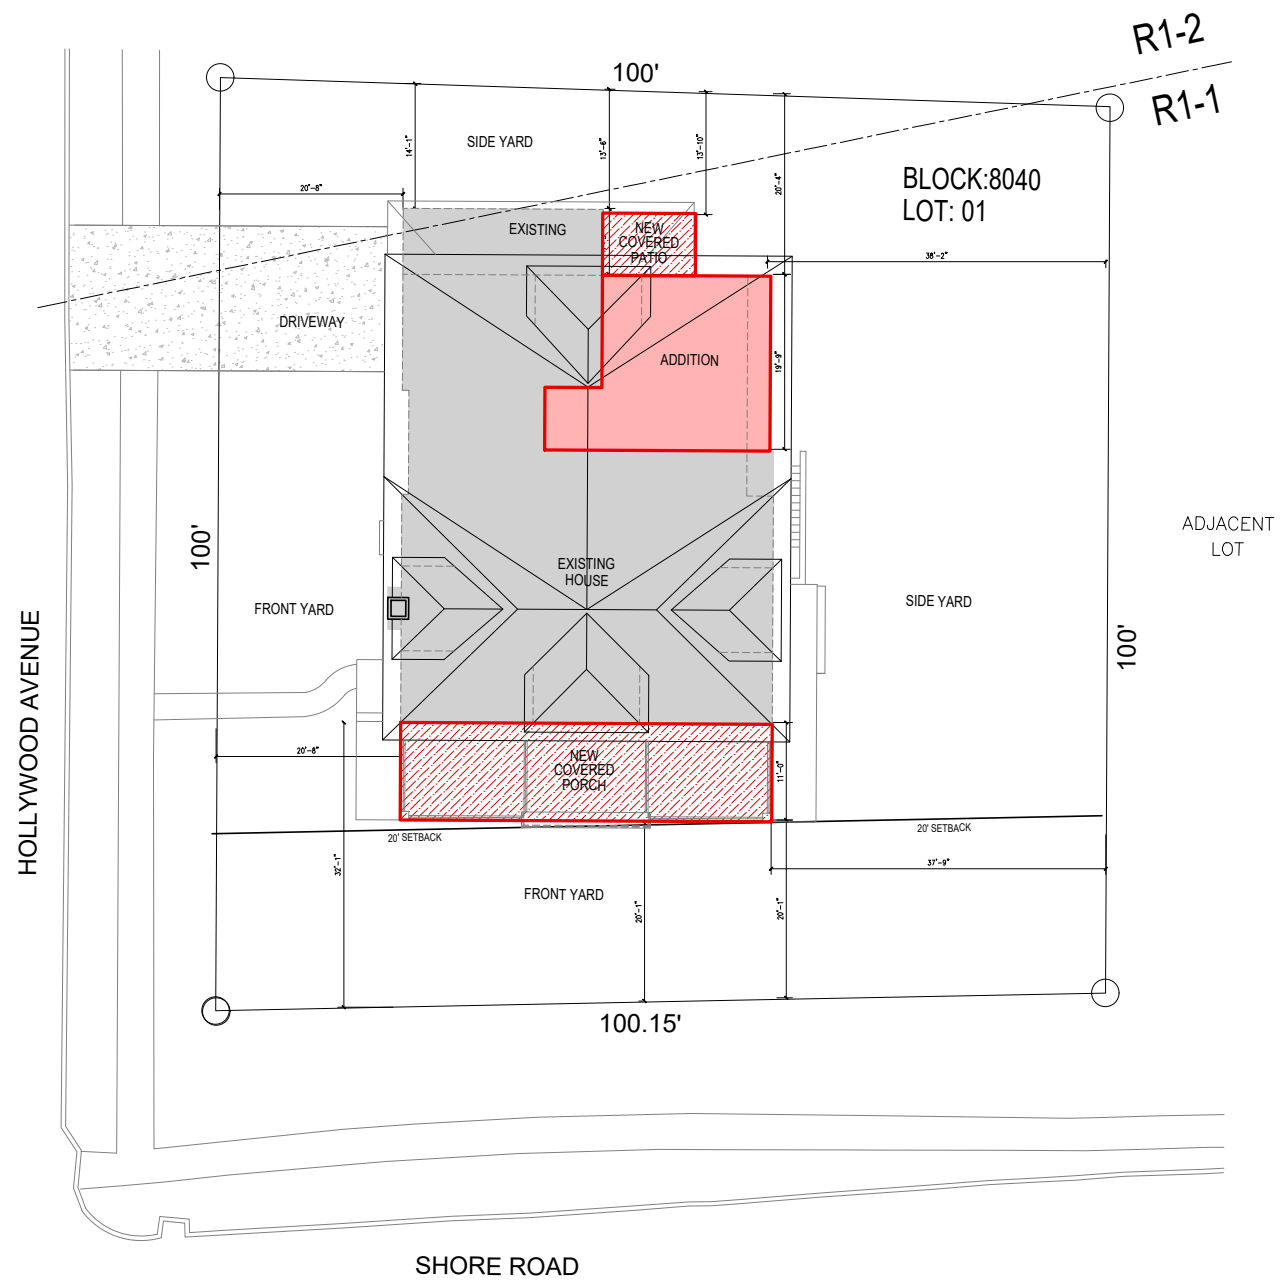 R1-2
100'
R1-1
14'-1"
SIDE YARD
13'-6"
13'-10"
20'-4"
BLOCK:8040
LOT: 01
20'-8"
EXISTING
NEW
COVERED
PATIO
38'-2"
DRIVEWAY
ADDITION
19'-9"
100'
ADJACENT
LOT
EXISTING
HOUSE
FRONT YARD
SIDE YARD
100'
HOLLYWOOD AVENUE
20'-8"
NEW
COVERED
PORCH
11'-0"
20' SETBACK
20' SETBACK
32'-1"
37'-9"
FRONT YARD
20'-1"
20'-1"
100.15'
SHORE ROAD